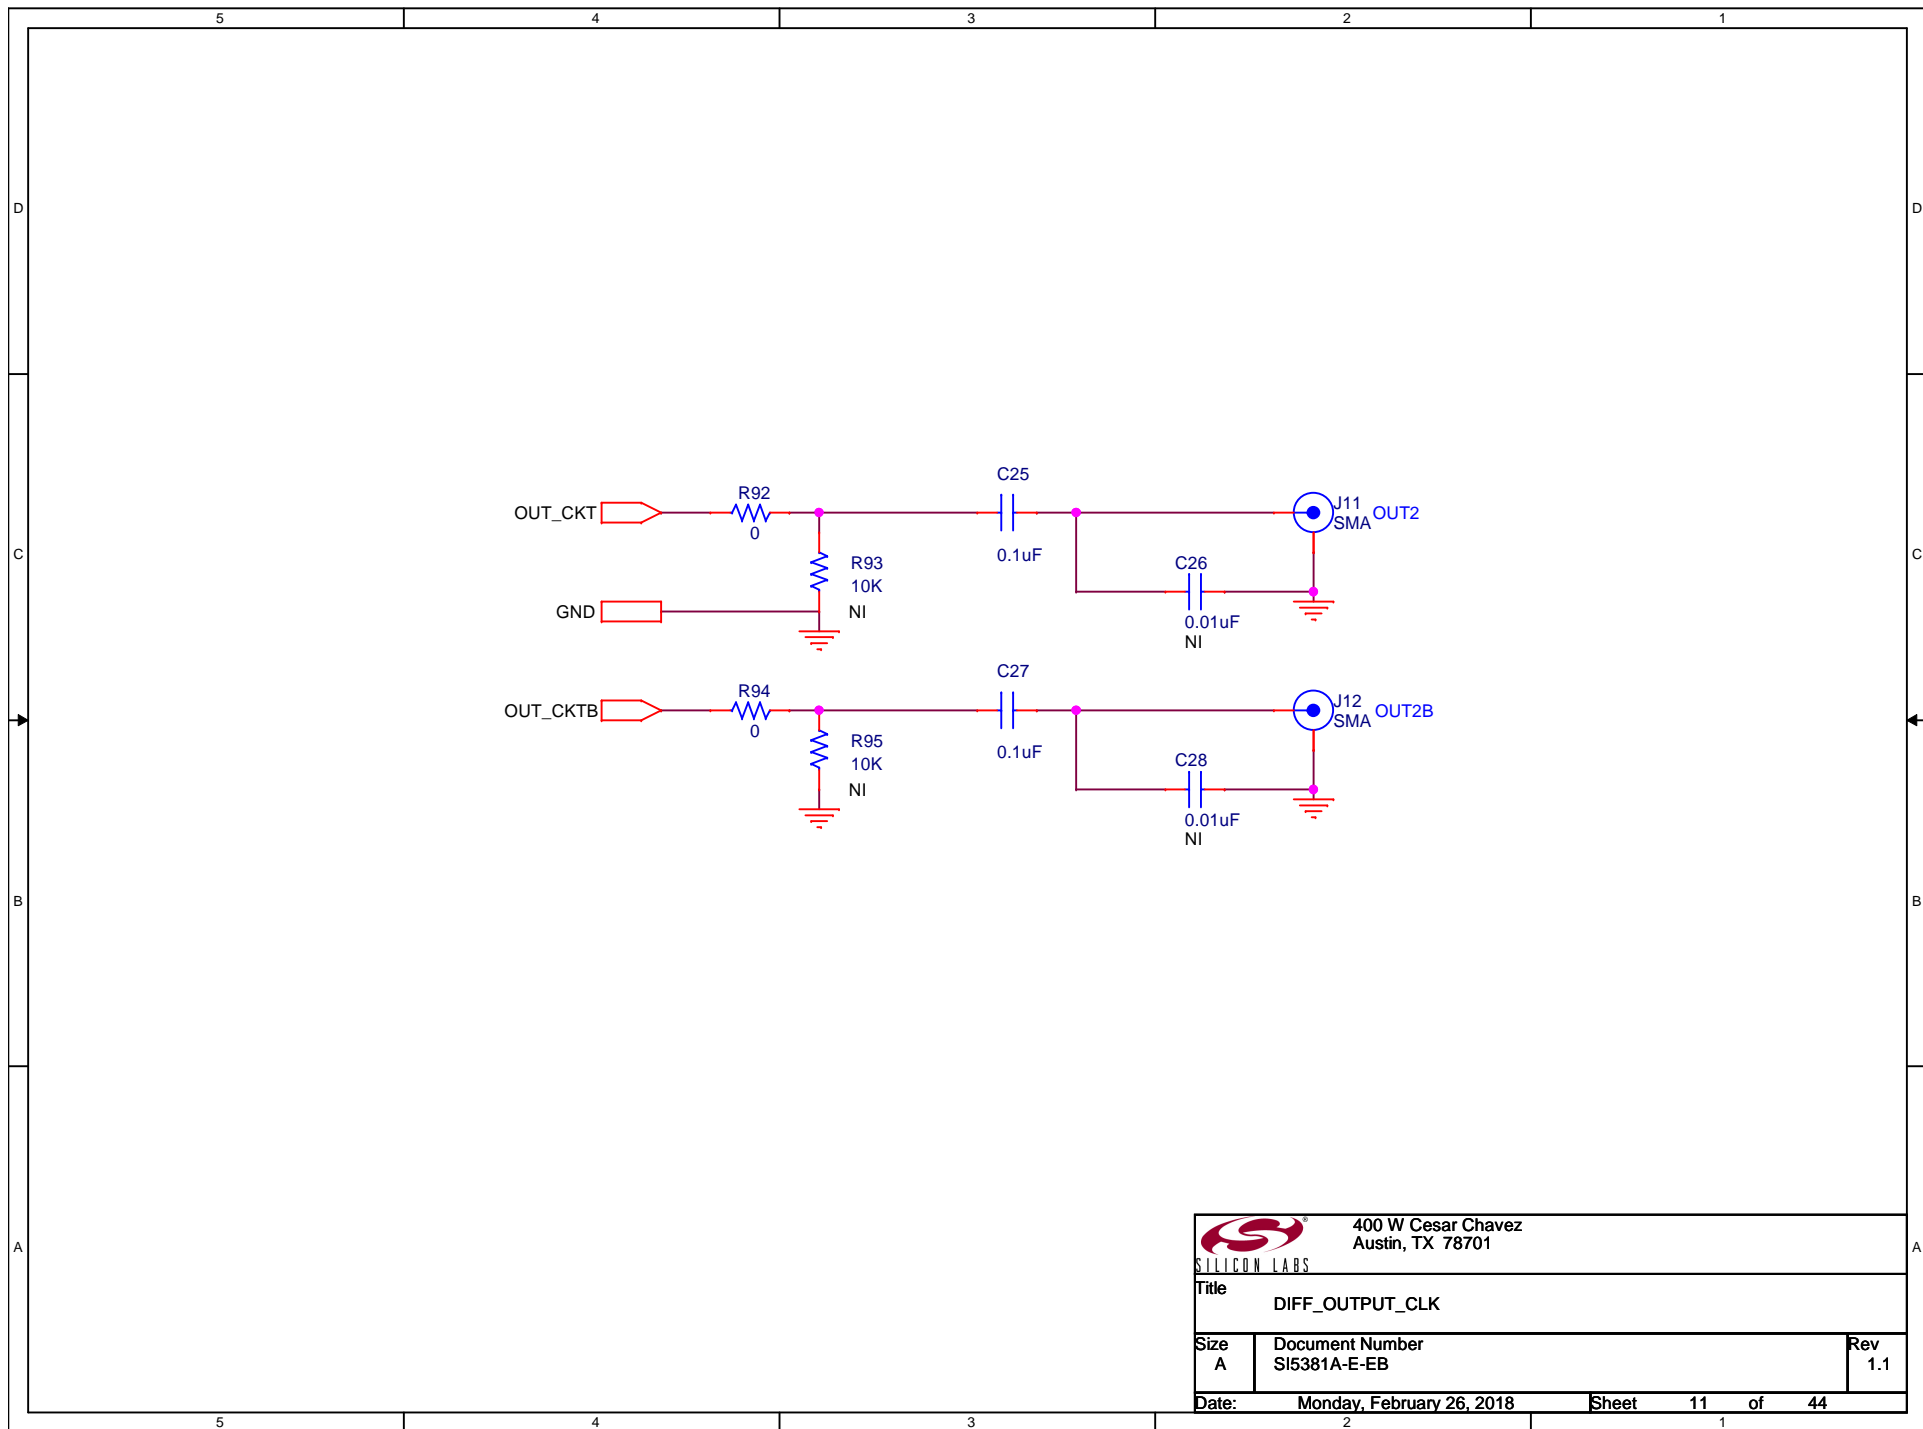 5 4 3 2 1
D D
C25
R92
OUT_CKT
0
J11
SMA OUT2
C C
0.1uF
R93
10K
NI
C26
0.01uF
NI
GND
C27
R94
OUT_CKTB
0
J12
SMA OUT2B
0.1uF
R95
10K
NI
C28
0.01uF
NI
B B
A A
SILICON LABS ®
400 W Cesar Chavez
Austin, TX 78701
Title
DIFF_OUTPUT_CLK
Size Document Number Rev
A SI5381A-E-EB 1.1
Date: Monday, February 26, 2018 Sheet 11 of 44
5 4 3 2 1